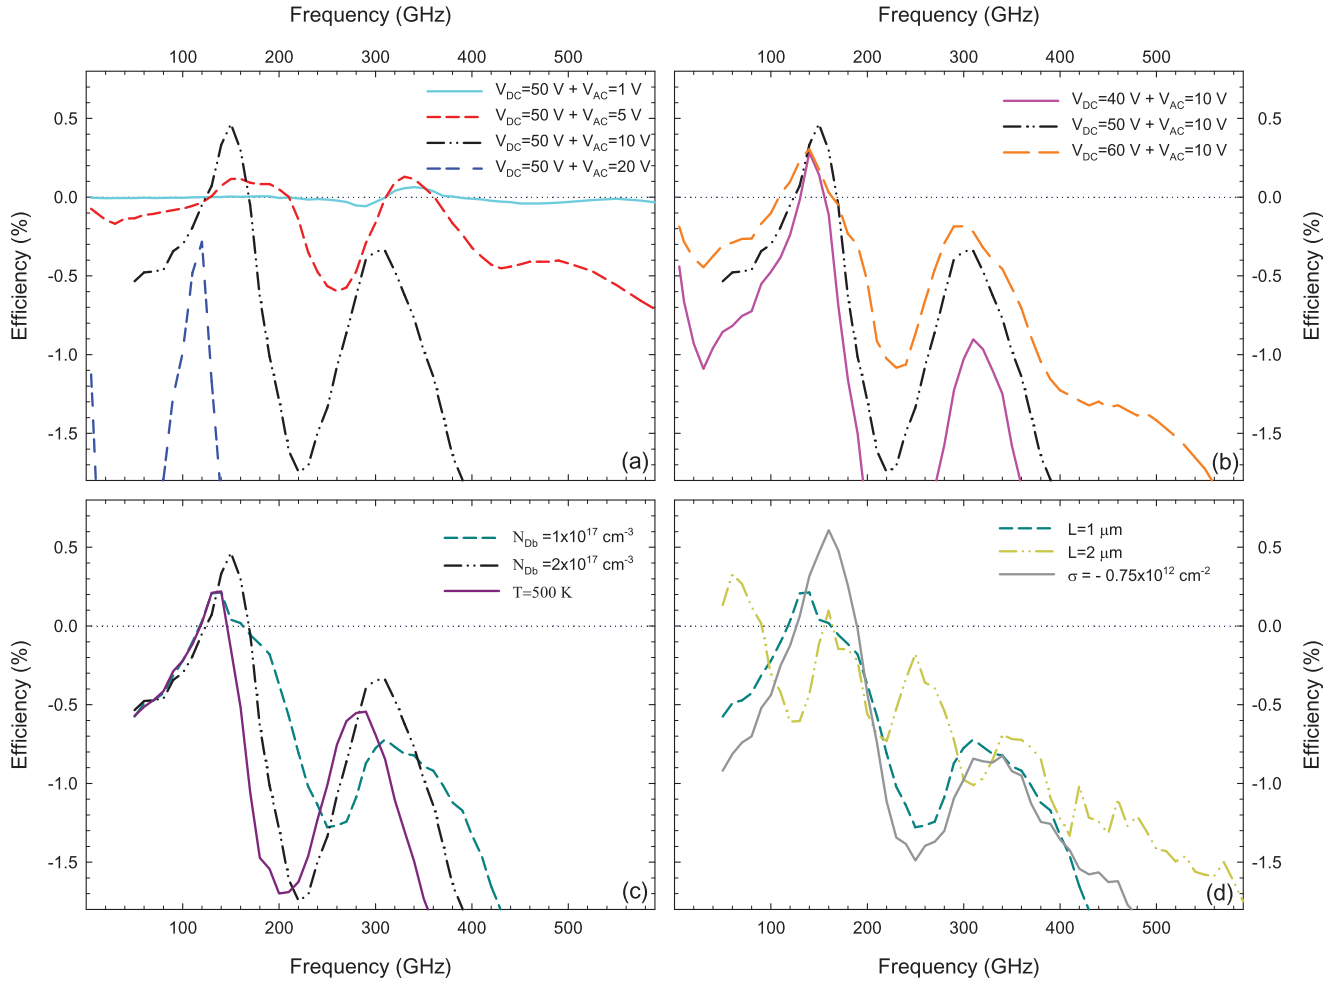 Frequency (GHz)
Frequency (GHz)
100 200 300 400 500
100 200 300 400 500
V_DC=50 V + V_AC=1 V
V_DC=50 V + V_AC=5 V
V_DC=50 V + V_AC=10 V
V_DC=50 V + V_AC=20 V
0.5
0.0
-0.5
-1.0
-1.5
Efficiency (%)
(a)
V_DC=40 V + V_AC=10 V
V_DC=50 V + V_AC=10 V
V_DC=60 V + V_AC=10 V
0.5
0.0
-0.5
-1.0
-1.5
Efficiency (%)
(b)
N_Db =1x10^17 cm^-3
N_Db =2x10^17 cm^-3
T=500 K
0.5
0.0
-0.5
-1.0
-1.5
Efficiency (%)
(c)
L=1 μm
L=2 μm
σ = - 0.75x10^12 cm^-2
0.5
0.0
-0.5
-1.0
-1.5
Efficiency (%)
(d)
100 200 300 400 500
100 200 300 400 500
Frequency (GHz)
Frequency (GHz)